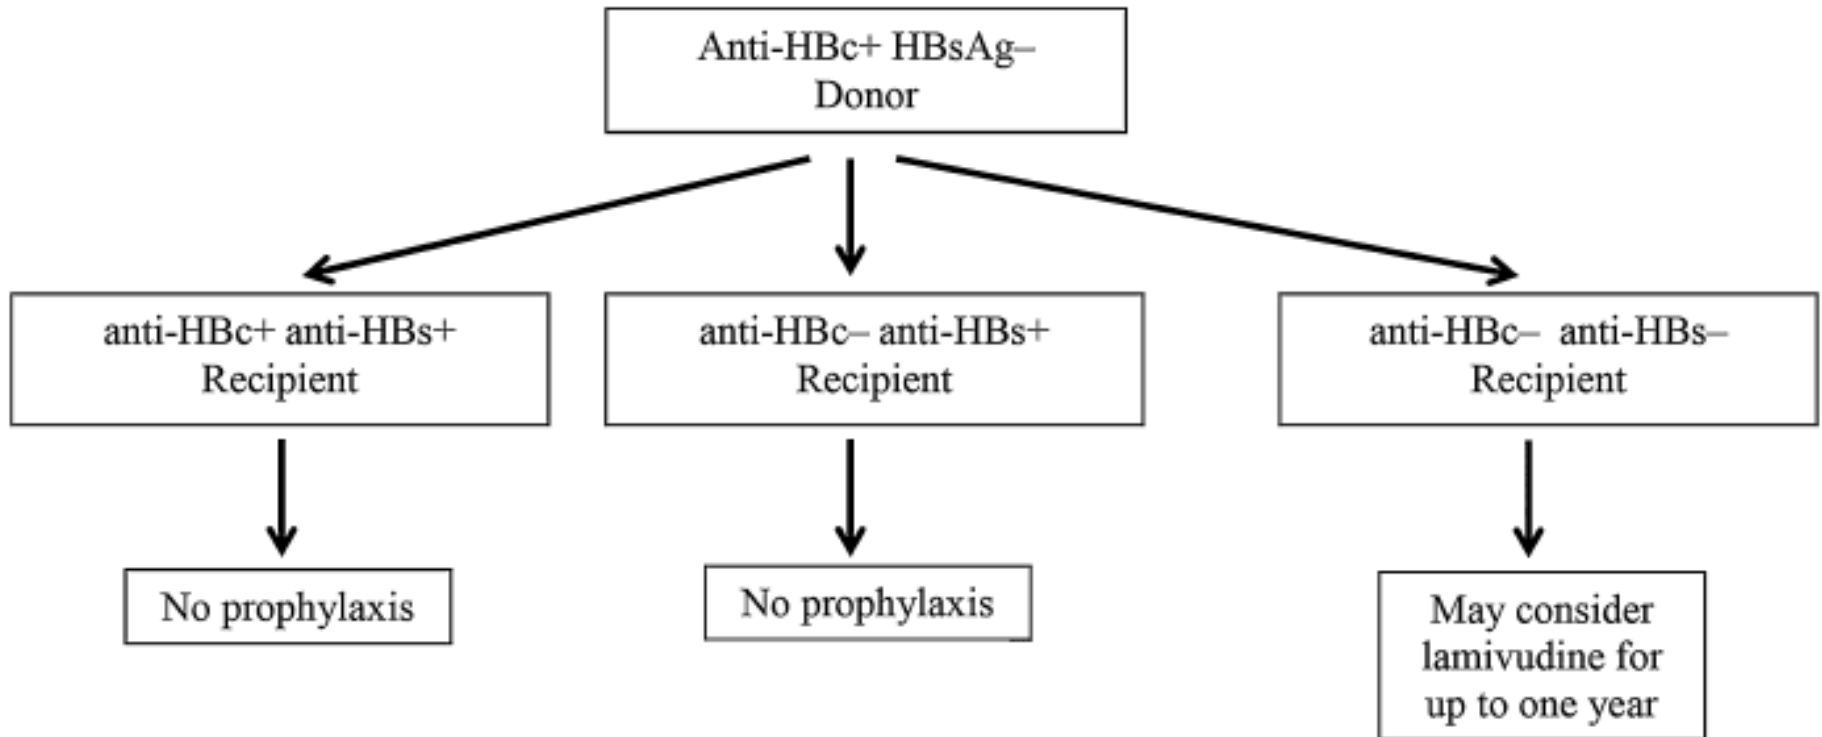 Anti-HBc+ HBsAg–
Donor
anti-HBc+ anti-HBs+
Recipient
anti-HBc– anti-HBs+
Recipient
anti-HBc–  anti-HBs–
Recipient
No prophylaxis
No prophylaxis
May consider
lamivudine for
up to one year